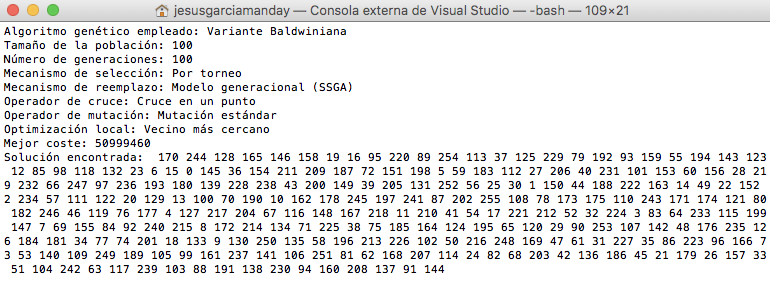 jesusgarciamanday — Consola externa de Visual Studio — -bash — 109×21
Algoritmo genético empleado: Variante Baldwiniana
Tamaño de la población: 100
Número de generaciones: 100
Mecanismo de selección: Por torneo
Mecanismo de reemplazo: Modelo generacional (SSGA)
Operador de cruce: Cruce en un punto
Operador de mutación: Mutación estándar
Optimización local: Vecino más cercano
Mejor coste: 50999460
Solución encontrada:  170 244 128 165 146 158 19 16 95 220 89 254 113 37 125 229 79 192 93 159 55 194 143 123
 12 85 98 118 132 23 6 15 0 145 36 154 211 209 187 72 151 198 5 59 183 112 27 206 40 231 101 153 60 156 28 21
9 232 66 247 97 236 193 180 139 228 238 43 200 149 39 205 131 252 56 25 30 1 150 44 188 222 163 14 49 22 152
2 234 57 111 122 20 129 13 100 70 190 10 162 178 245 197 241 87 202 255 108 78 173 175 110 243 171 174 121 80
 182 246 46 119 76 177 4 127 217 204 67 116 148 167 218 11 210 41 54 17 221 212 52 32 224 3 83 64 233 115 199
 147 7 69 155 84 92 240 215 8 172 214 134 71 225 38 75 185 164 124 195 65 120 29 90 253 107 142 48 176 235 12
6 184 181 34 77 74 201 18 133 9 130 250 135 58 196 213 226 102 50 216 248 169 47 61 31 227 35 86 223 96 166 7
3 53 140 109 249 189 105 99 161 237 141 106 251 81 62 168 207 114 24 82 68 203 42 136 186 45 21 179 26 157 33
 51 104 242 63 117 239 103 88 191 138 230 94 160 208 137 91 144